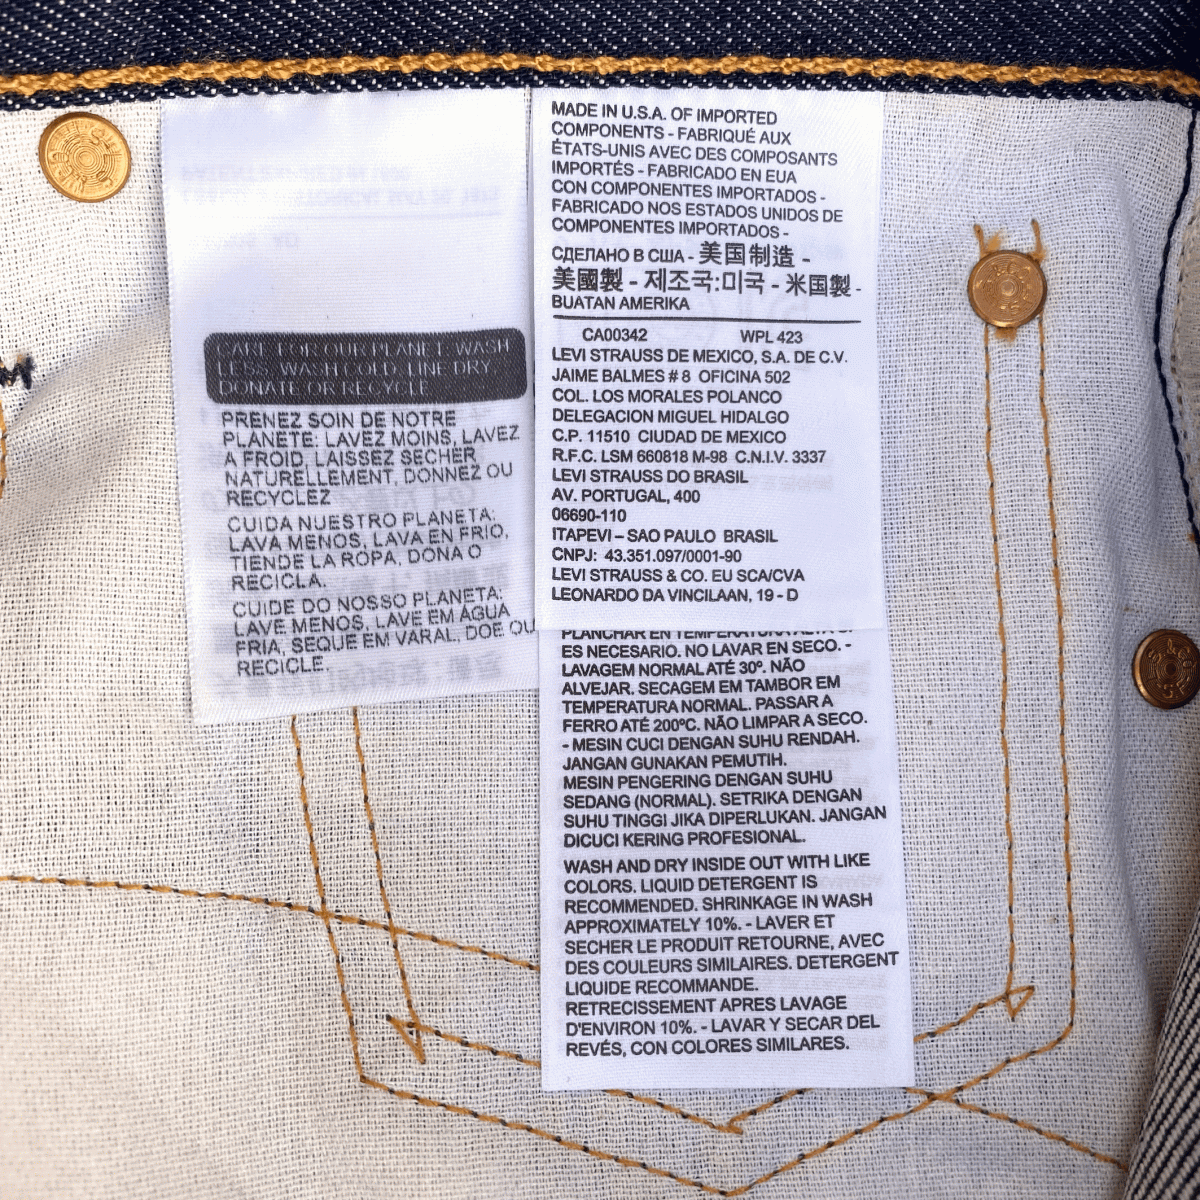 CARE FOR OUR PLANET: WASH
LESS, WASH COLD, LINE DRY,
DONATE OR RECYCLE
PRENEZ SOIN DE NOTRE
PLANÈTE: LAVEZ MOINS, LAVEZ
A FROID, LAISSEZ SÉCHER
NATURELLEMENT, DONNEZ OU
RECYCLEZ
CUIDA NUESTRO PLANETA:
LAVA MENOS, LAVA EN FRIO,
TIENDE LA ROPA, DONA O
RECICLA.
CUIDE DO NOSSO PLANETA:
LAVE MENOS, LAVE EM ÁGUA
FRIA, SEQUE EM VARAL, DOE OU
RECICLE.
MADE IN U.S.A. OF IMPORTED
COMPONENTS - FABRIQUÉ AUX
ÉTATS-UNIS AVEC DES COMPOSANTS
IMPORTÉS - FABRICADO EN EUA
CON COMPONENTES IMPORTADOS -
FABRICADO NOS ESTADOS UNIDOS DE
COMPONENTES IMPORTADOS -
СДЕЛАНО В США - 美国制造 -
美國製 - 제조국:미국 - 米国製 -
BUATAN AMERIKA
CA00342 WPL 423
LEVI STRAUSS DE MEXICO, S.A. DE C.V.
JAIME BALMES # 8 OFICINA 502
COL. LOS MORALES POLANCO
DELEGACION MIGUEL HIDALGO
C.P. 11510 CIUDAD DE MEXICO
R.F.C. LSM 660818 M-98 C.N.I.V. 3337
LEVI STRAUSS DO BRASIL
AV. PORTUGAL, 400
06690-110
ITAPEVI – SAO PAULO BRASIL
CNPJ: 43.351.097/0001-90
LEVI STRAUSS & CO. EU SCA/CVA
LEONARDO DA VINCILAAN, 19 - D
PLANCHAR EN TEMPERATURA ALTA SI
ES NECESARIO. NO LAVAR EN SECO. -
LAVAGEM NORMAL ATÉ 30º. NÃO
ALVEJAR. SECAGEM EM TAMBOR EM
TEMPERATURA NORMAL. PASSAR A
FERRO ATÉ 200ºC. NÃO LIMPAR A SECO.
- MESIN CUCI DENGAN SUHU RENDAH.
JANGAN GUNAKAN PEMUTIH.
MESIN PENGERING DENGAN SUHU
SEDANG (NORMAL). SETRIKA DENGAN
SUHU TINGGI JIKA DIPERLUKAN. JANGAN
DICUCI KERING PROFESIONAL.
WASH AND DRY INSIDE OUT WITH LIKE
COLORS. LIQUID DETERGENT IS
RECOMMENDED. SHRINKAGE IN WASH
APPROXIMATELY 10%. - LAVER ET
SECHER LE PRODUIT RETOURNE, AVEC
DES COULEURS SIMILAIRES. DETERGENT
LIQUIDE RECOMMANDE.
RETRECISSEMENT APRES LAVAGE
D'ENVIRON 10%. - LAVAR Y SECAR DEL
REVÉS, CON COLORES SIMILARES.